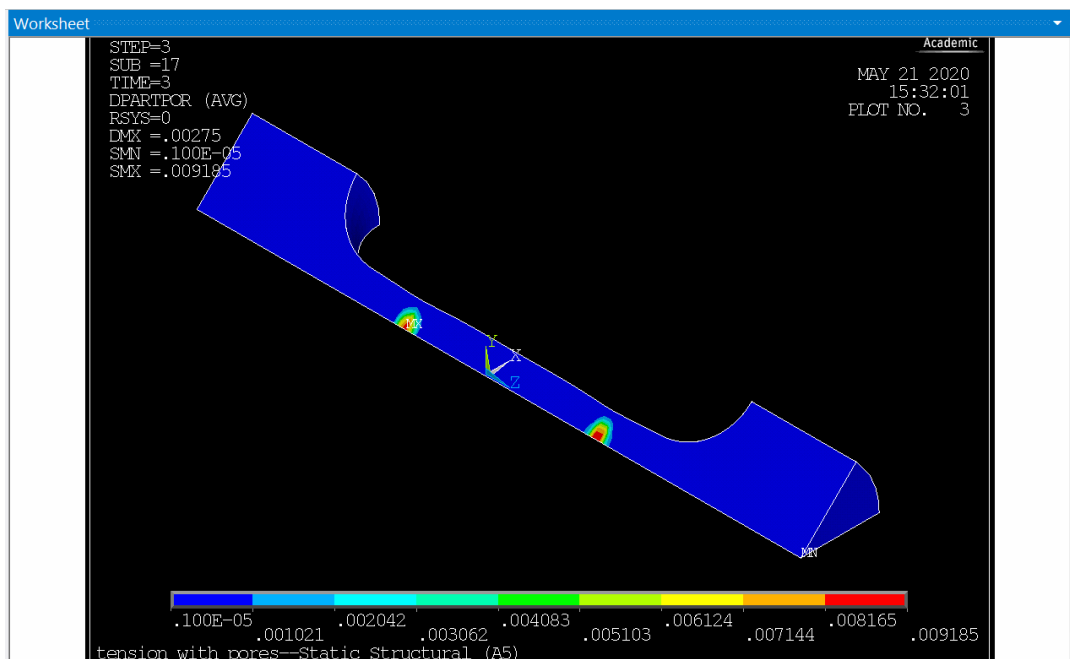 Worksheet
STEP=3
SUB =17
TIME=3
DPARTPOR (AVG)
RSYS=0
DMX =.00275
SMN =.100E-05
SMX =.009185
Academic
MAY 21 2020
15:32:01
PLOT NO. 3
MX
Y
X
Z
MN
.100E-05 .002042 .004083 .006124 .008165
.001021 .003062 .005103 .007144 .009185
tension with pores--Static Structural (A5)